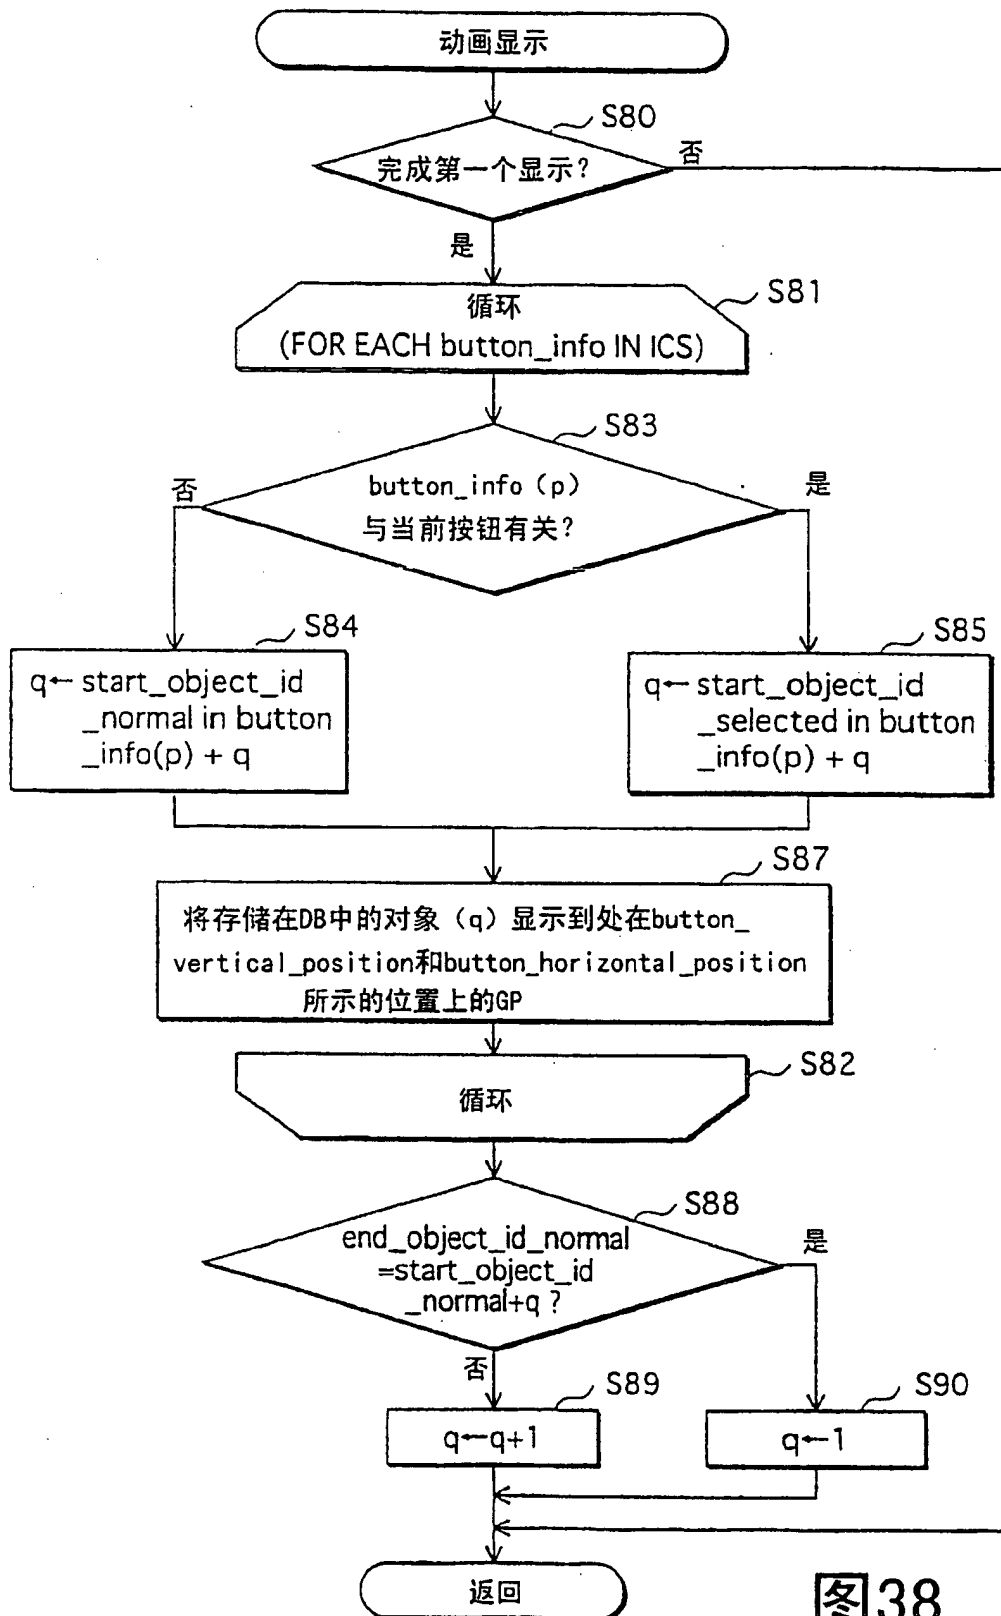 动画显示
S80
完成第一个显示?
否
是
S81
循环
(FOR EACH button_info IN ICS)
S83
button_info (p)
与当前按钮有关?
否
是
S84
q← start_object_id
_normal in button
_info(p) + q
S85
q← start_object_id
_selected in button
_info(p) + q
S87
将存储在DB中的对象 (q) 显示到处在button_
vertical_position和button_horizontal_position
所示的位置上的GP
S82
循环
S88
end_object_id_normal
=start_object_id
_normal+q ?
是
否
S89
q←q+1
S90
q←1
返回
图38